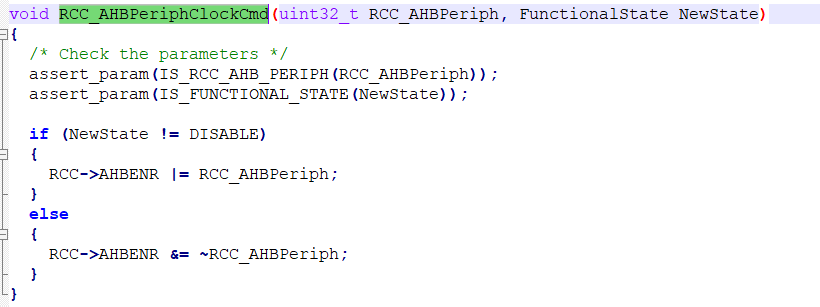 void RCC_AHBPeriphClockCmd(uint32_t RCC_AHBPeriph, FunctionalState NewState)
{
  /* Check the parameters */
  assert_param(IS_RCC_AHB_PERIPH(RCC_AHBPeriph));
  assert_param(IS_FUNCTIONAL_STATE(NewState));

  if (NewState != DISABLE)
  {
    RCC->AHBENR |= RCC_AHBPeriph;
  }
  else
  {
    RCC->AHBENR &= ~RCC_AHBPeriph;
  }
}